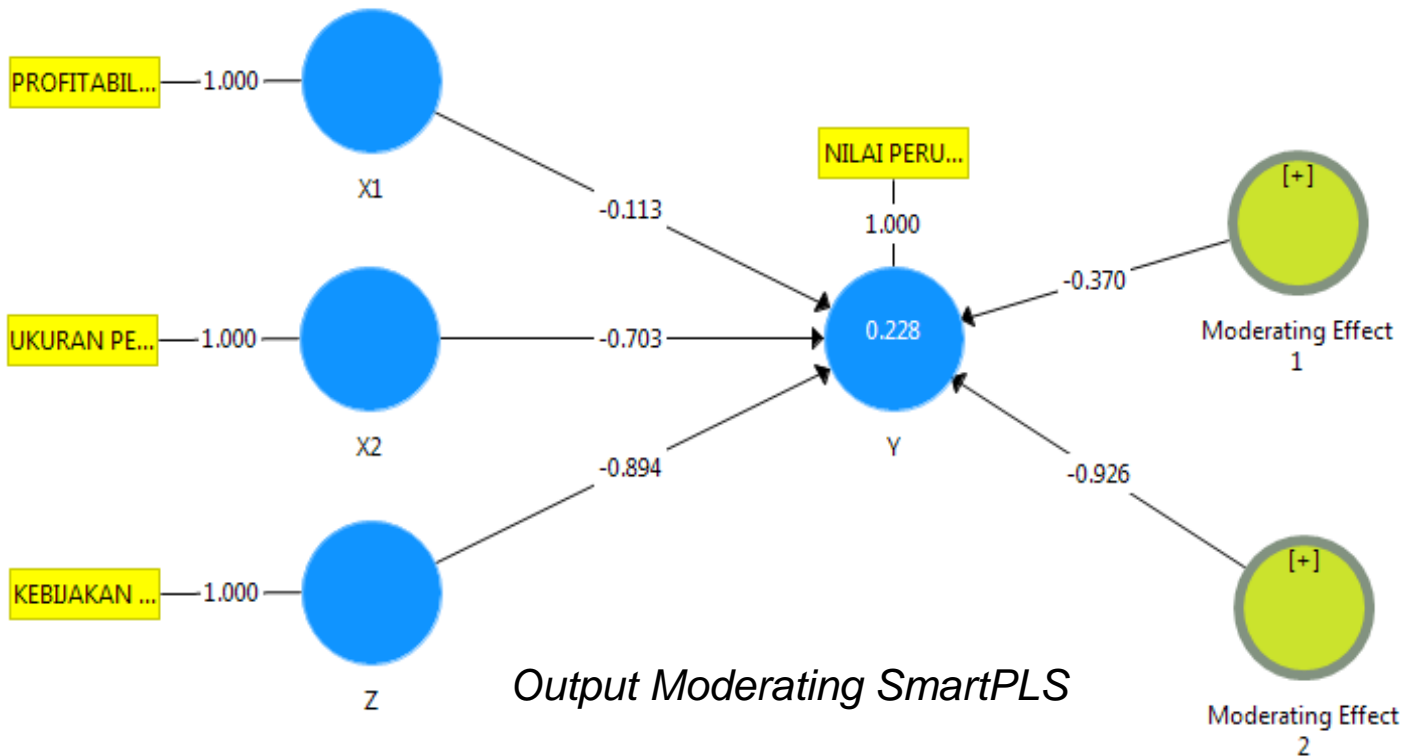 PROFITABIL...
1.000
X1
-0.113
NILAI PERU...
1.000
[+]
-0.370
Moderating Effect
1
UKURAN PE...
1.000
X2
-0.703
0.228
Y
KEBIJAKAN ...
1.000
Z
-0.894
-0.926
[+]
Moderating Effect
2
Output Moderating SmartPLS